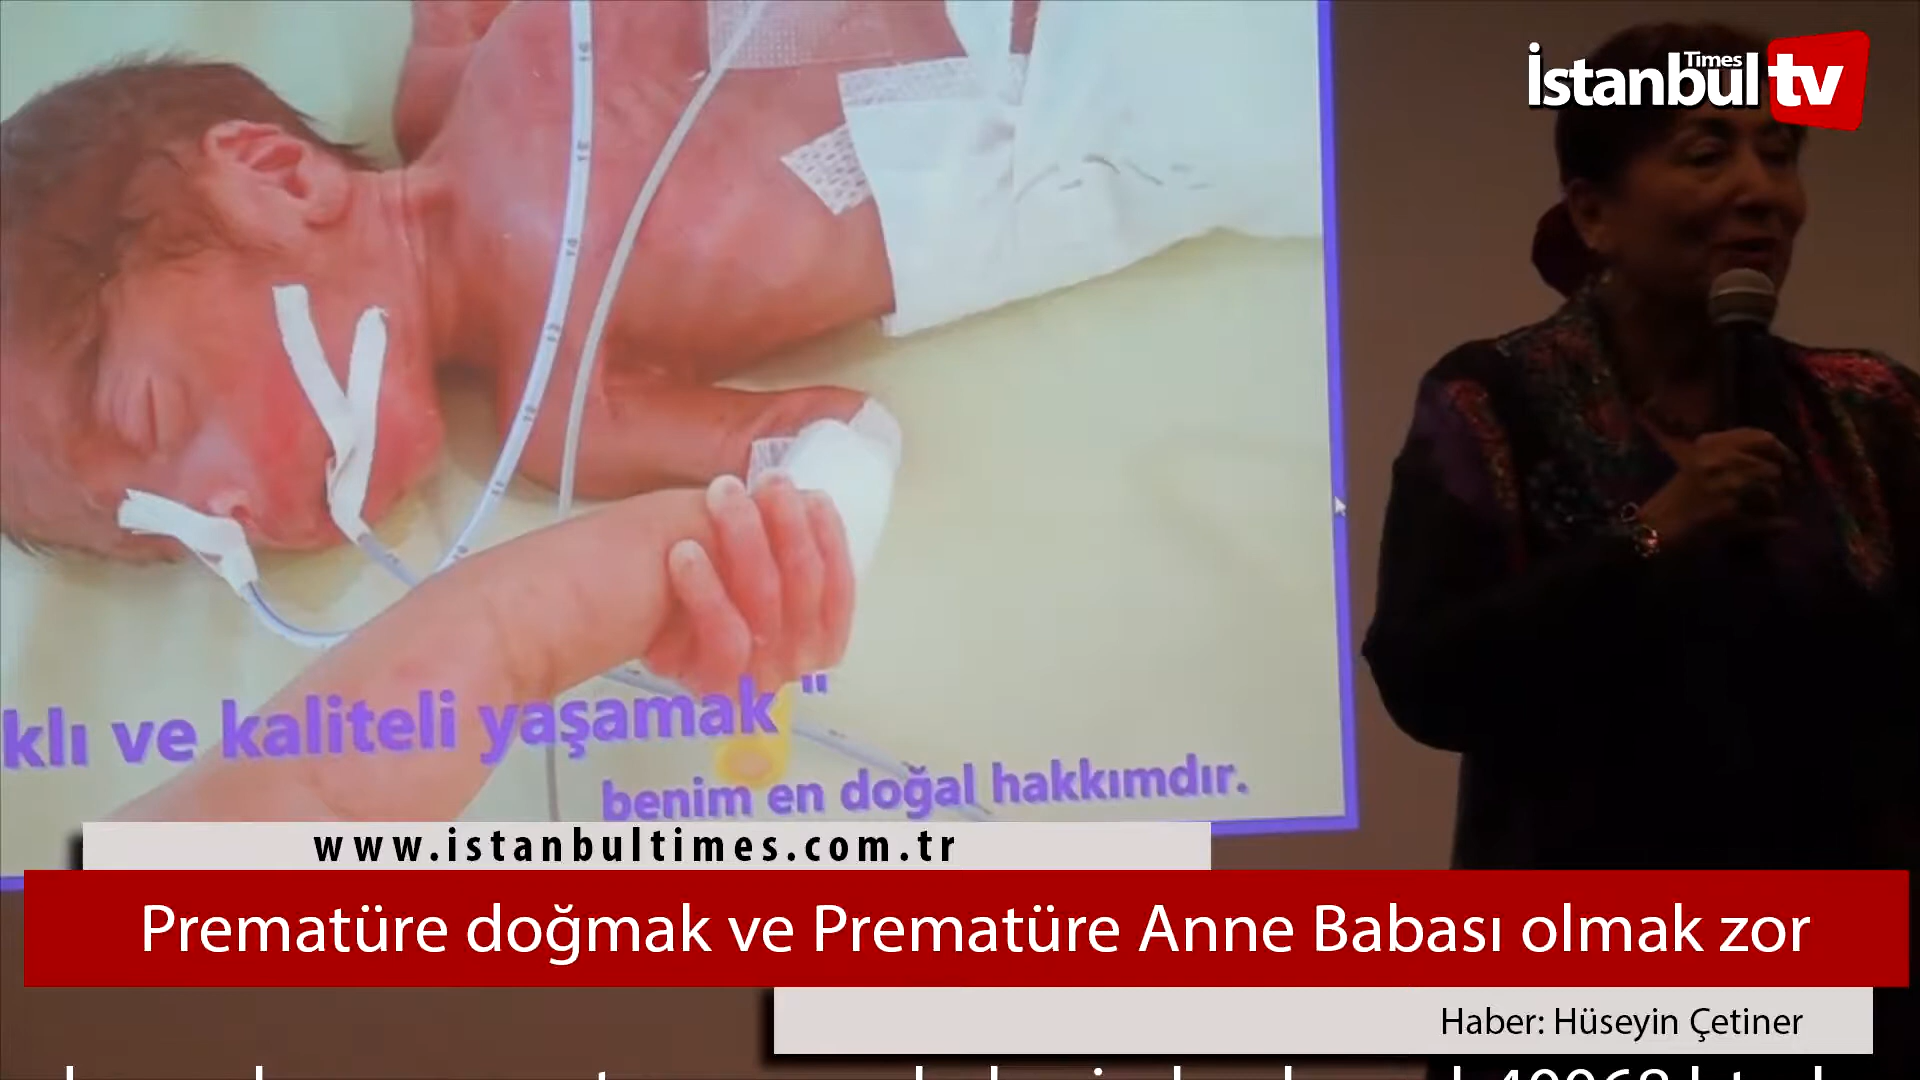 Times
İstanbul tv
klı ve kaliteli yaşamak "
benim en doğal hakkımdır.
www.istanbultimes.com.tr
Prematüre doğmak ve Prematüre Anne Babası olmak zor
Haber: Hüseyin Çetiner